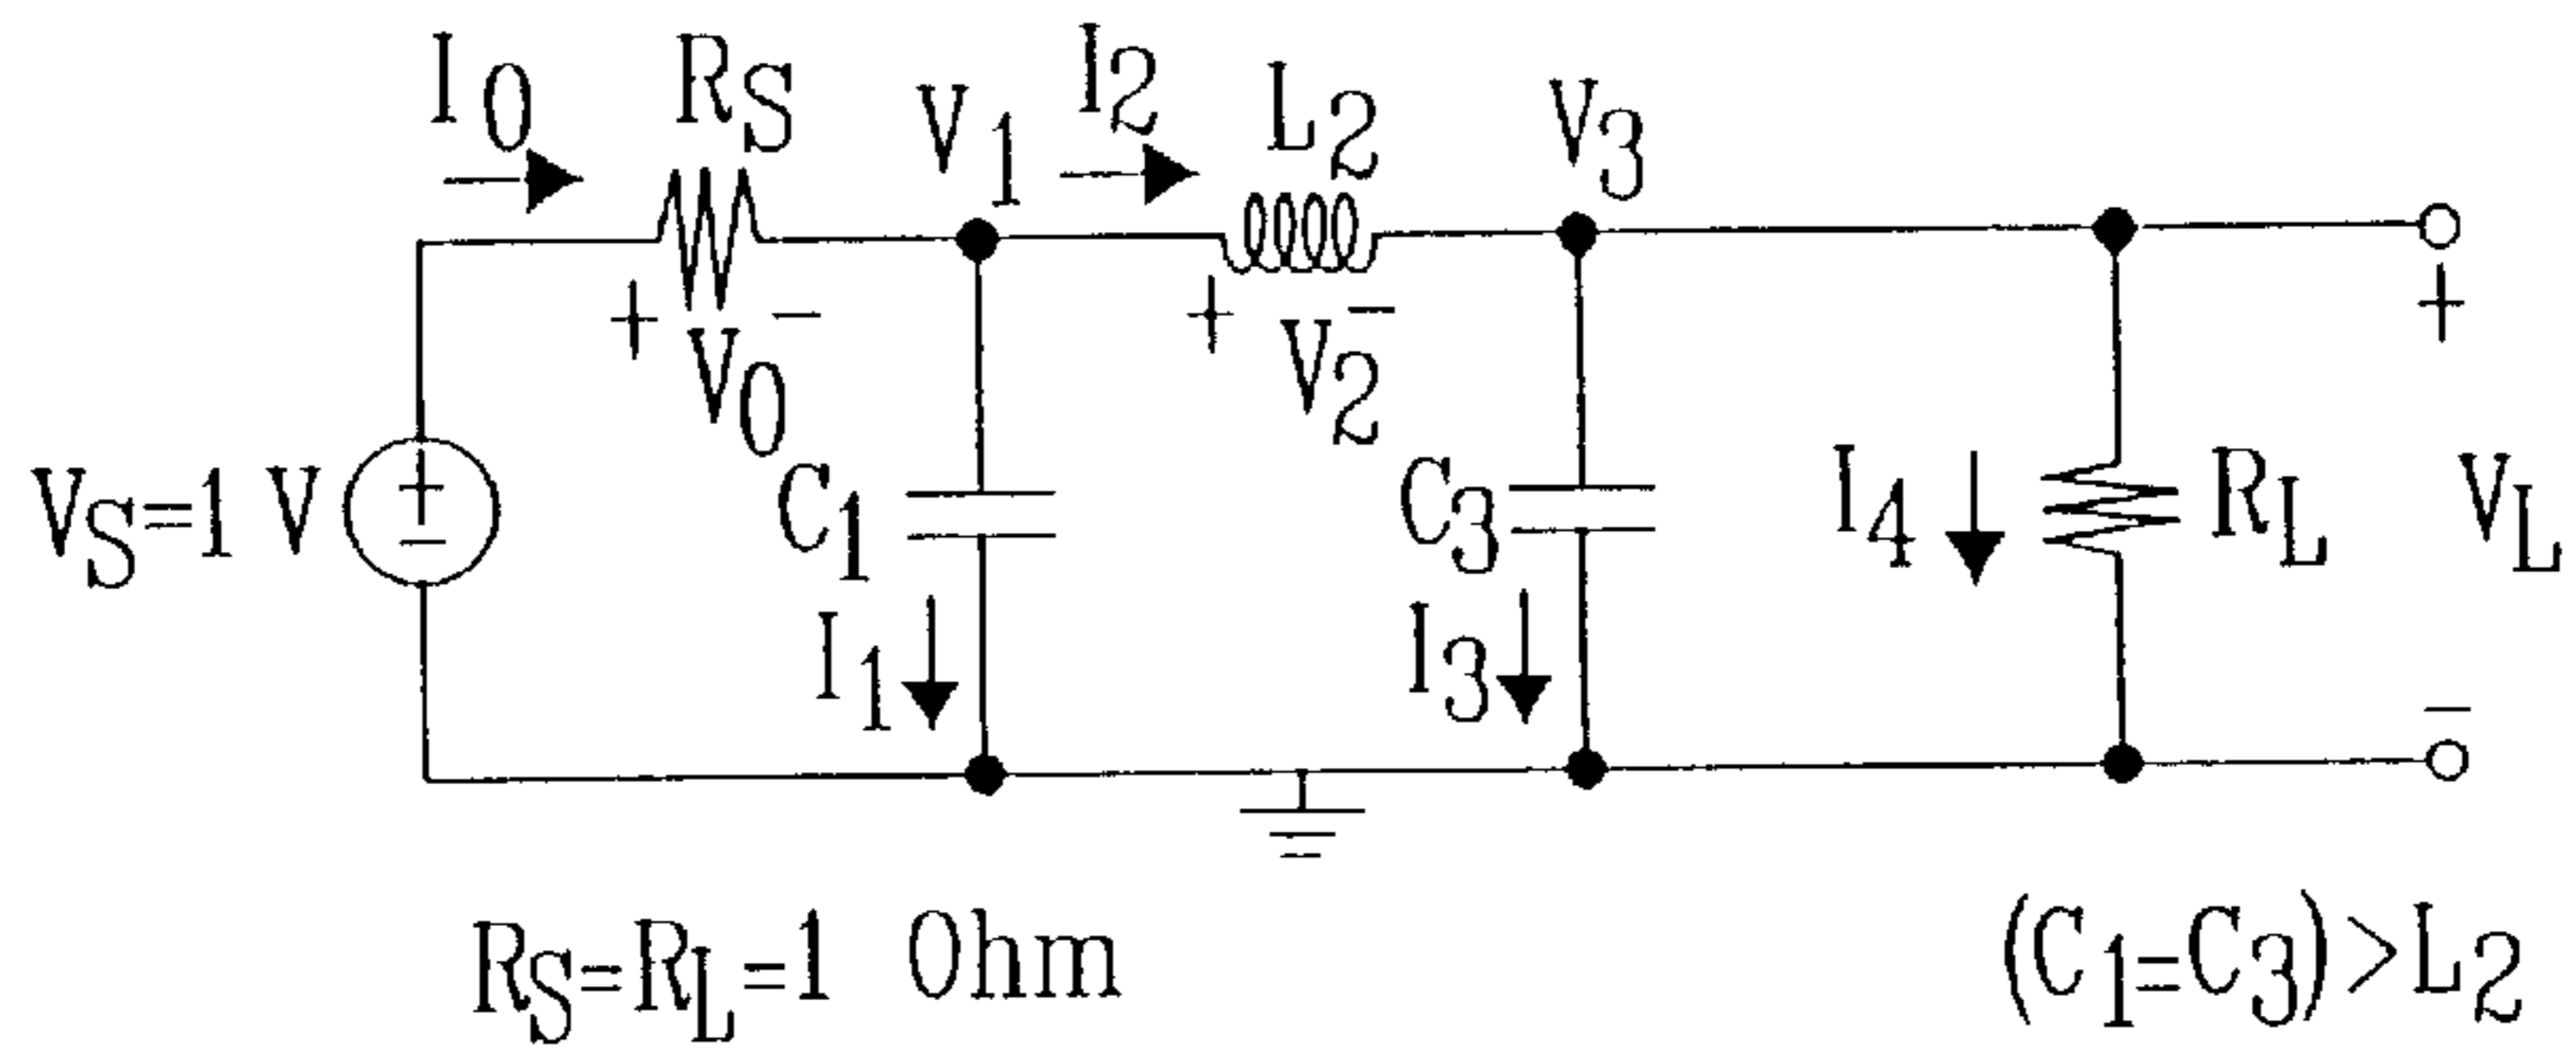 I0
RS
V1
I2
L2
V3
+ V0 −
+ V2 −
+
VS=1 V
+
−
C1
C3
I4
RL
VL
I1
I3
−
RS=RL=1 Ohm
(C1=C3)>L2